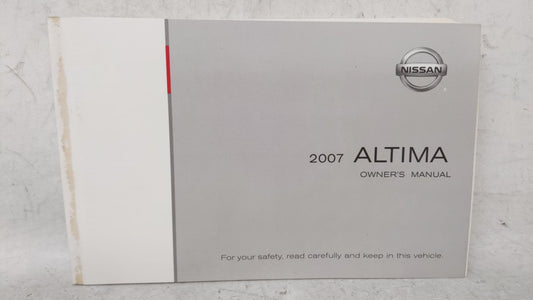 NISSAN
2007 ALTIMA
OWNER'S MANUAL
For your safety, read carefully and keep in this vehicle.